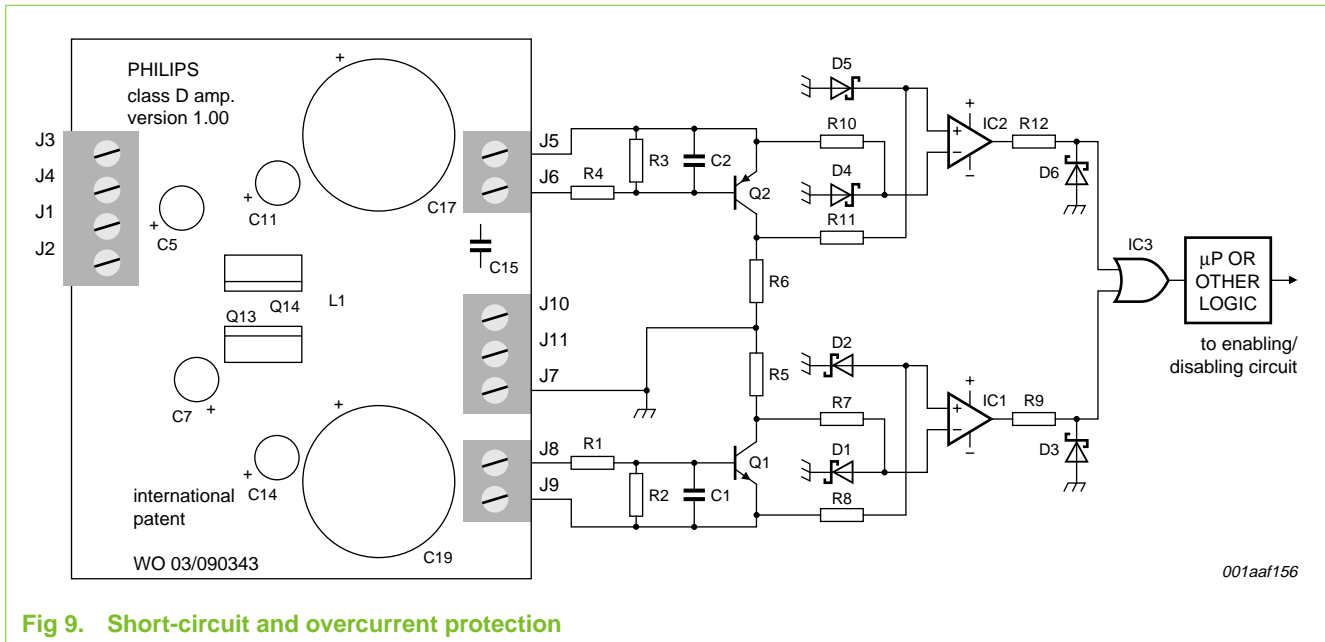 PHILIPS
class D amp.
version 1.00
J3
J4
J1
J2
+
C5
+
C11
+
C17
C15
Q14
L1
Q13
C7
+
+
C14
+
C19
international
patent
WO 03/090343
J5
J6
J10
J11
J7
J8
J9
R4
R3
C2
Q2
R6
R5
R1
R2
C1
Q1
D5
R10
D4
R11
+
+
−
−
IC2
R12
D6
D2
R7
D1
R8
+
+
−
−
IC1
R9
D3
IC3
μP OR
OTHER
LOGIC
to enabling/
disabling circuit
001aaf156
Fig 9. Short-circuit and overcurrent protection